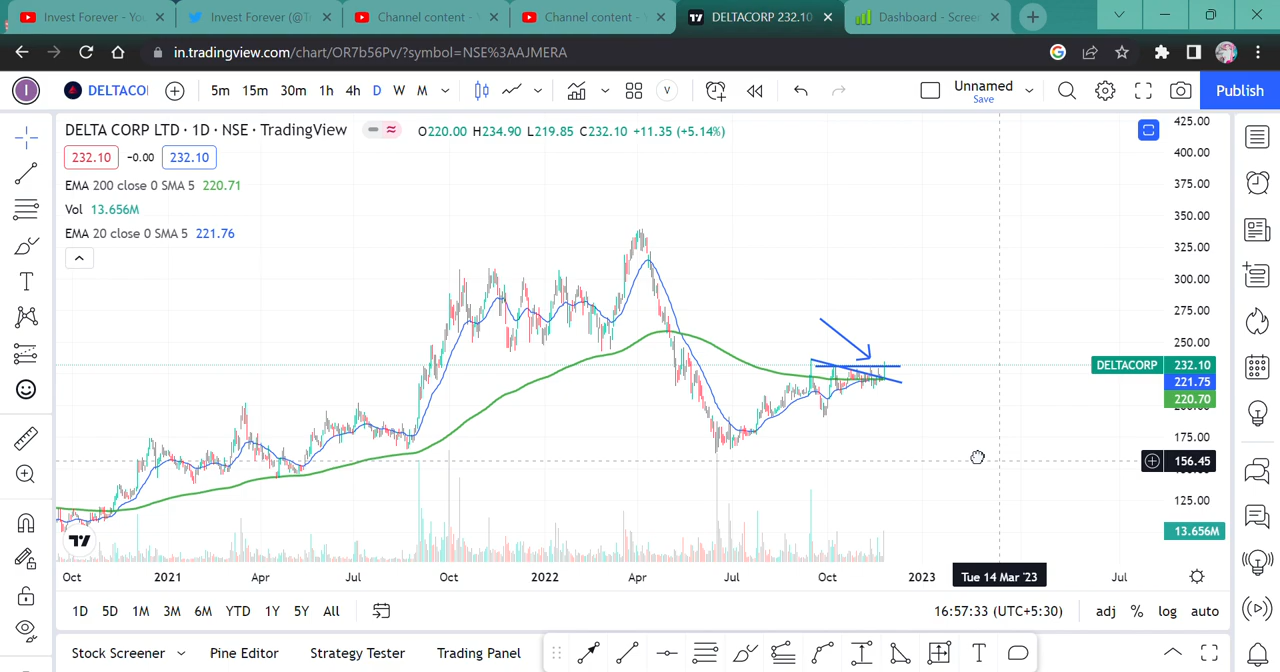 Invest Forever - You
Invest Forever (@T
Channel content -
Channel content -
DELTACORP 232.10
Dashboard - Screen
in.tradingview.com/chart/OR7b56Pv/?symbol=NSE%3AAJMERA
I
DELTACO
5m 15m 30m 1h 4h D W M
V
Unnamed
Save
Publish
DELTA CORP LTD · 1D · NSE · TradingView
O220.00 H234.90 L219.85 C232.10 +11.35 (+5.14%)
232.10 -0.00 232.10
EMA 200 close 0 SMA 5 220.71
Vol 13.656M
EMA 20 close 0 SMA 5 221.76
425.00
400.00
375.00
350.00
325.00
300.00
275.00
250.00
DELTACORP 232.10
221.75
220.70
175.00
156.45
125.00
13.656M
Oct 2021 Apr Jul Oct 2022 Apr Jul Oct 2023 Tue 14 Mar '23 Jul
1D 5D 1M 3M 6M YTD 1Y 5Y All
16:57:33 (UTC+5:30) adj % log auto
Stock Screener Pine Editor Strategy Tester Trading Panel